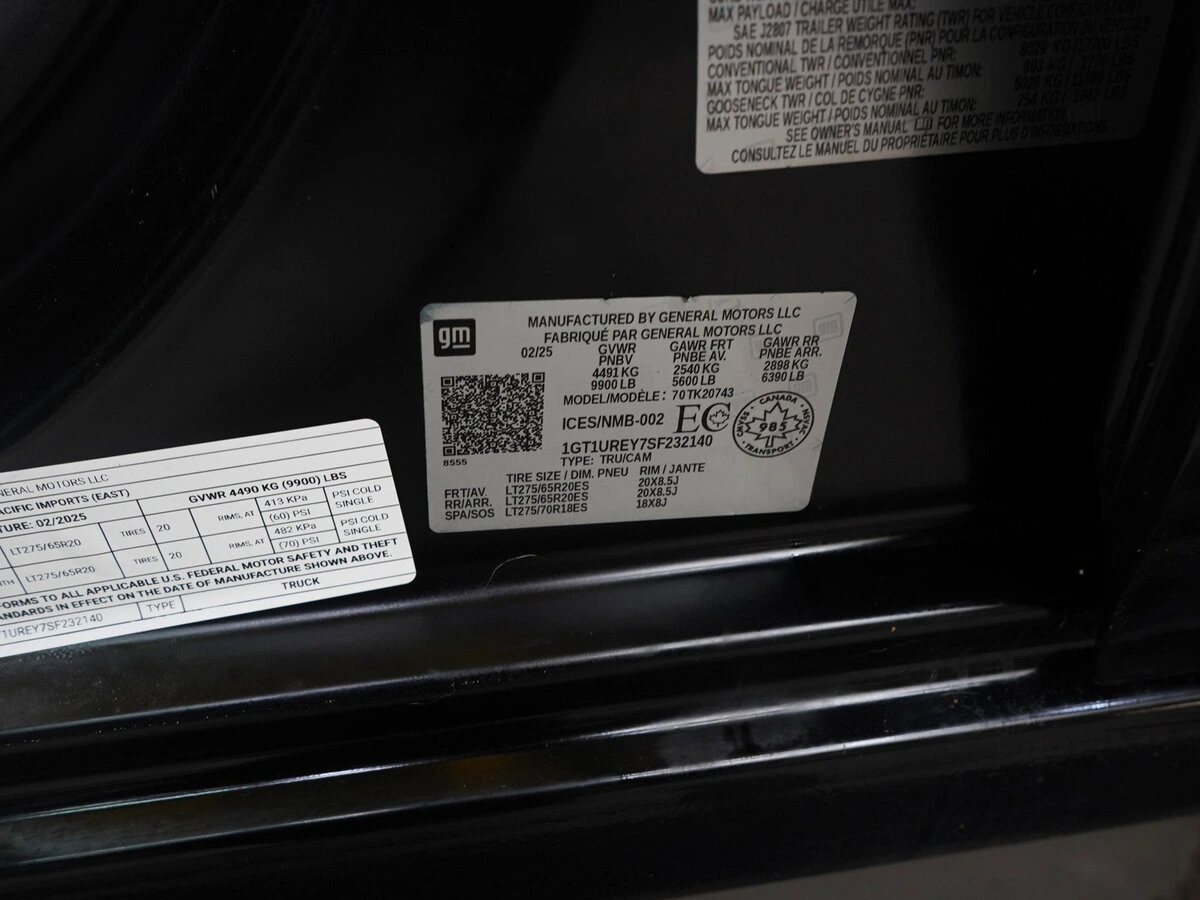 MAX PAYLOAD / CHARGE UTILE MAX:
SAE J2807 TRAILER WEIGHT RATING (TWR) FOR VEHICLE CONFIGURATION /
POIDS NOMINAL DE LA REMORQUE (PNR) POUR LA CONFIGURATION DU VÉHICULE
CONVENTIONAL TWR / CONVENTIONNEL PNR:
MAX TONGUE WEIGHT / POIDS NOMINAL AU TIMON:
GOOSENECK TWR / COL DE CYGNE PNR:
MAX TONGUE WEIGHT / POIDS NOMINAL AU TIMON:
SEE OWNER'S MANUAL FOR MORE INFORMATION.
CONSULTEZ LE MANUEL DU PROPRIÉTAIRE POUR PLUS D'INFORMATIONS.
gm
MANUFACTURED BY GENERAL MOTORS LLC
FABRIQUÉ PAR GENERAL MOTORS LLC
02/25 GVWR GAWR FRT GAWR RR
PNBV PNBE AV. PNBE ARR.
4491 KG 2540 KG 2898 KG
9900 LB 5600 LB 6390 LB
MODEL/MODÈLE: 70TK20743
ICES/NMB-002 EC
CANADA
985
TRANSPORT
1GT1UREY7SF232140
TYPE: TRU/CAM
8555
TIRE SIZE / DIM. PNEU RIM / JANTE
FRT/AV. LT275/65R20ES 20X8.5J
RR/ARR. LT275/65R20ES 20X8.5J
SPA/SOS LT275/70R18ES 18X8J
GENERAL MOTORS LLC
PACIFIC IMPORTS (EAST)
GVWR 4490 KG (9900) LBS
TURE: 02/2025
LT275/65R20 TIRES 20 RIMS, AT 413 KPa (60) PSI PSI COLD SINGLE
LT275/65R20 TIRES 20 RIMS, AT 482 KPa (70) PSI PSI COLD SINGLE
FORMS TO ALL APPLICABLE U.S. FEDERAL MOTOR SAFETY AND THEFT
ANDARDS IN EFFECT ON THE DATE OF MANUFACTURE SHOWN ABOVE.
T1UREY7SF232140 TYPE TRUCK